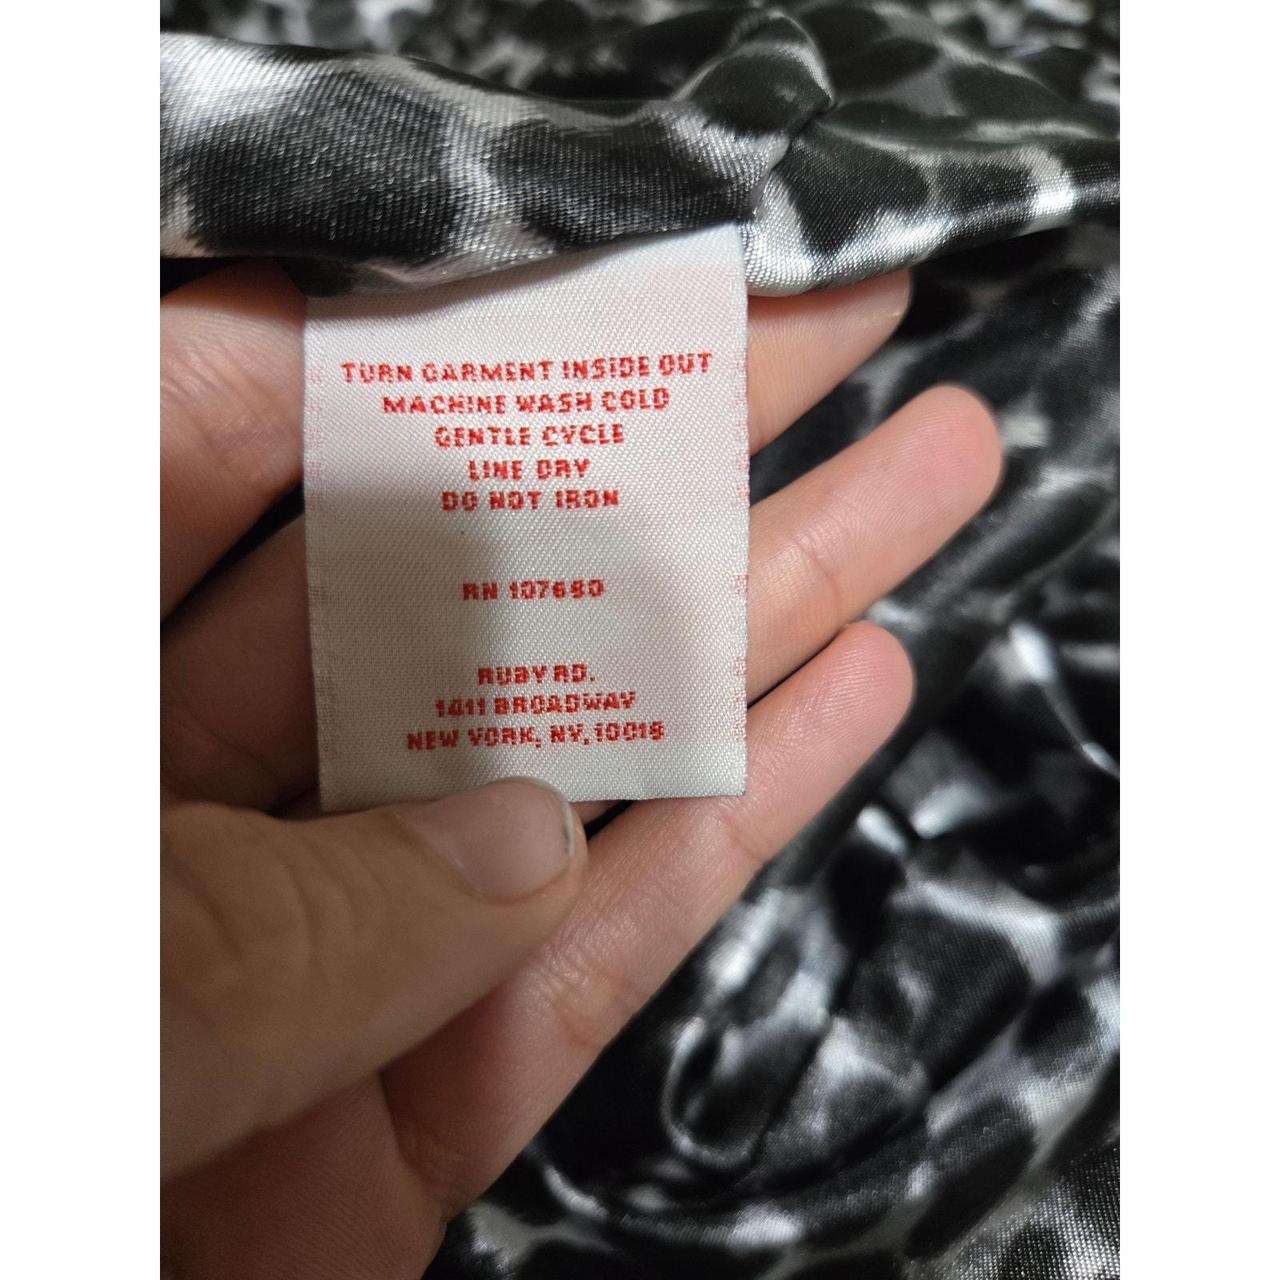 TURN GARMENT INSIDE OUT
MACHINE WASH COLD
GENTLE CYCLE
LINE DRY
DO NOT IRON
RN 107680
RUBY RD.
1411 BROADWAY
NEW YORK, NY, 10018